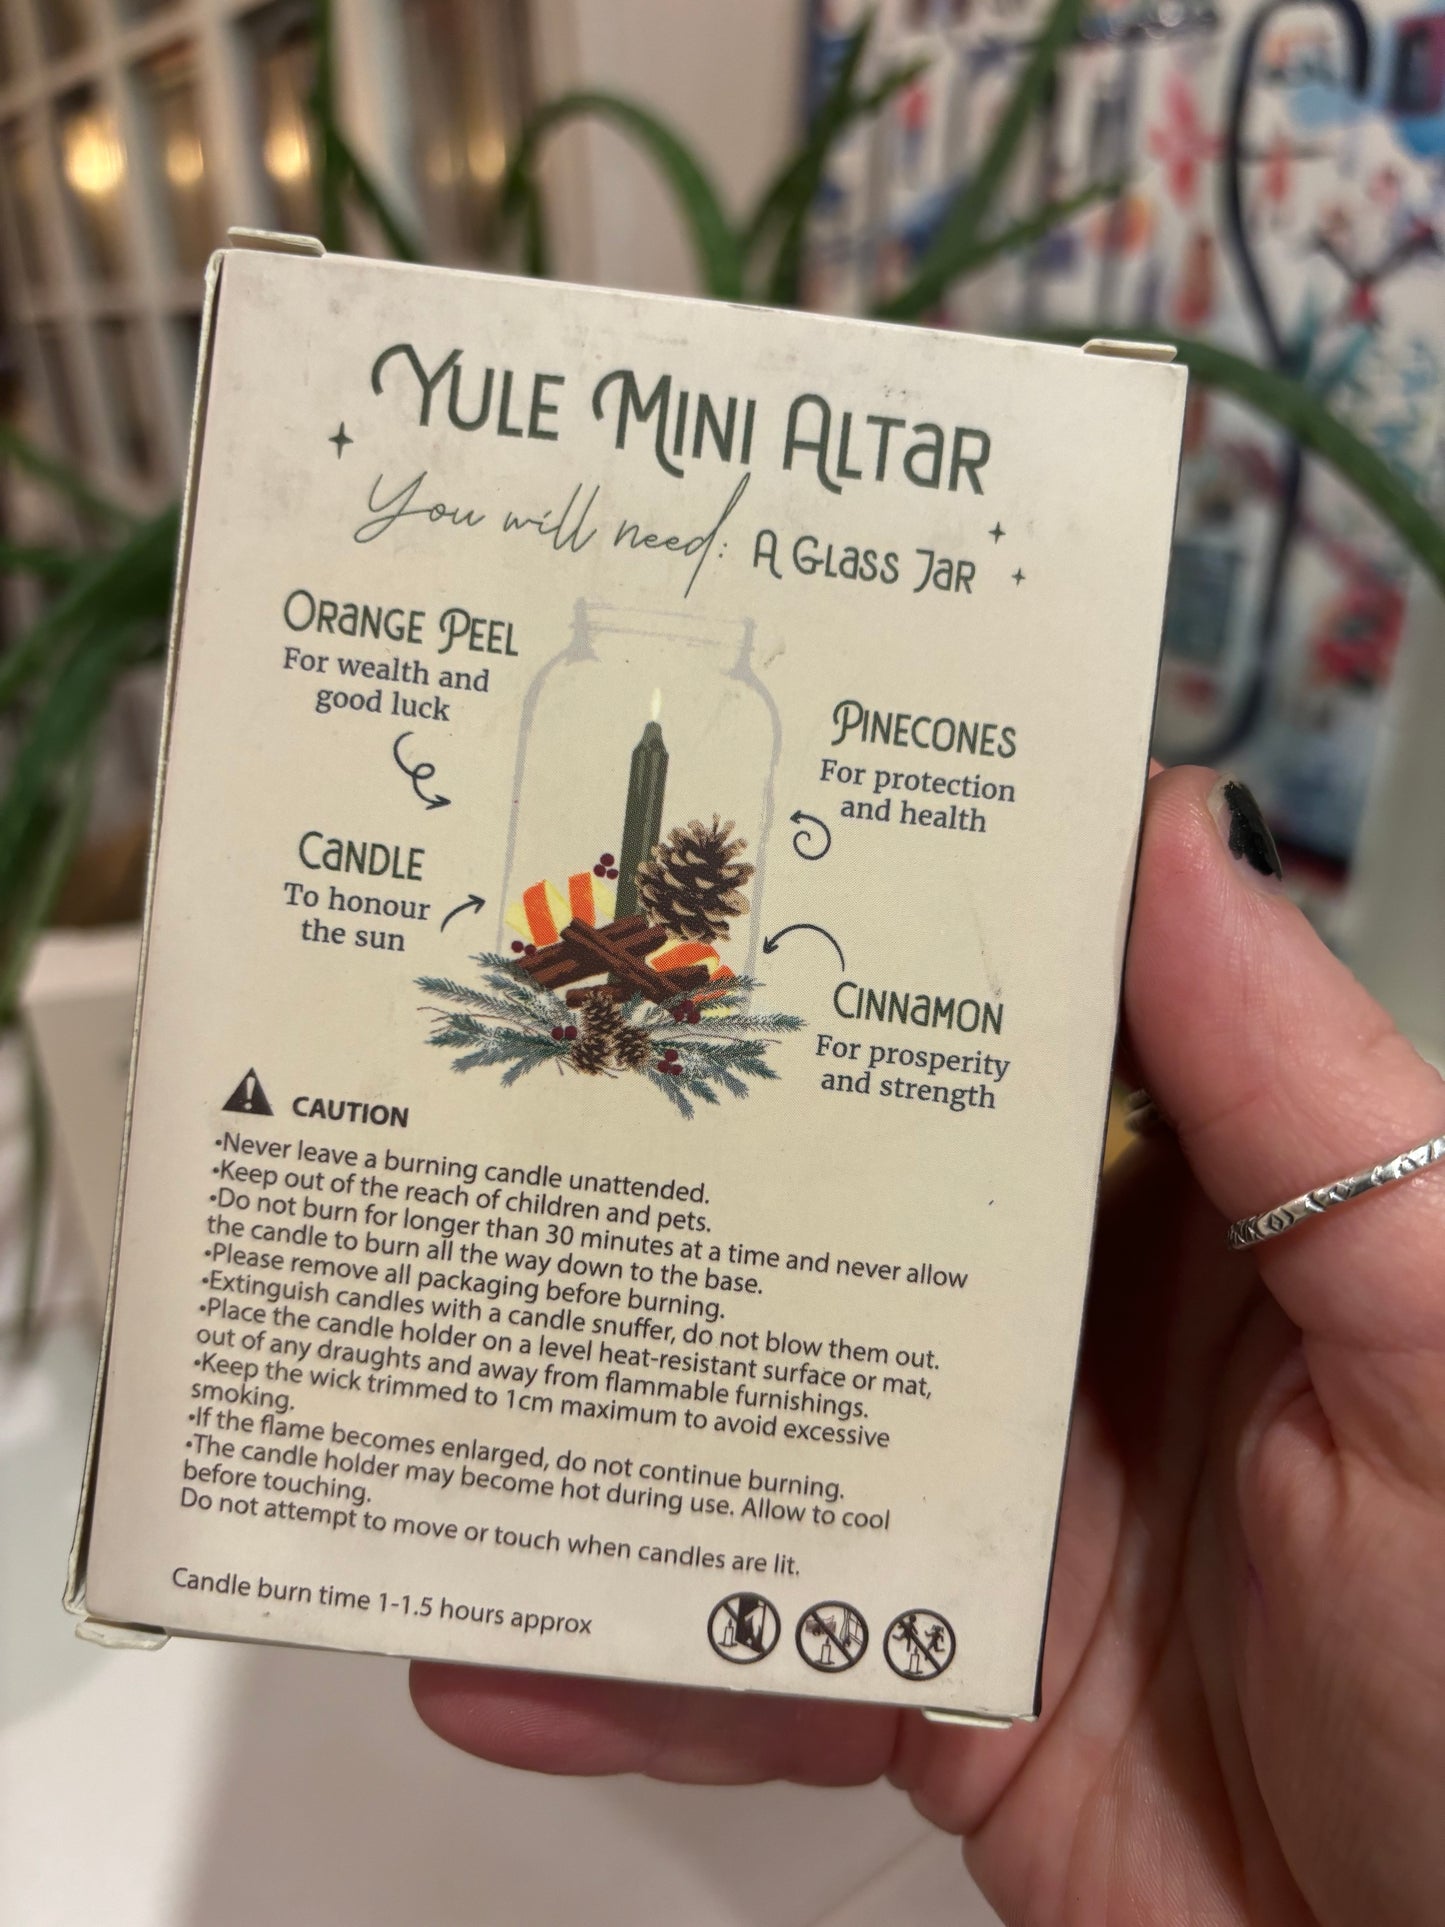 YULE MINI ALTAR
You will need: A GLASS JAR
ORANGE PEEL
For wealth and
good luck
PINECONES
For protection
and health
CANDLE
To honour
the sun
CINNAMON
For prosperity
and strength
CAUTION
•Never leave a burning candle unattended.
•Keep out of the reach of children and pets.
•Do not burn for longer than 30 minutes at a time and never allow
the candle to burn all the way down to the base.
•Please remove all packaging before burning.
•Extinguish candles with a candle snuffer, do not blow them out.
•Place the candle holder on a level heat-resistant surface or mat,
out of any draughts and away from flammable furnishings.
•Keep the wick trimmed to 1cm maximum to avoid excessive
smoking.
•If the flame becomes enlarged, do not continue burning.
•The candle holder may become hot during use. Allow to cool
before touching.
Do not attempt to move or touch when candles are lit.
Candle burn time 1-1.5 hours approx